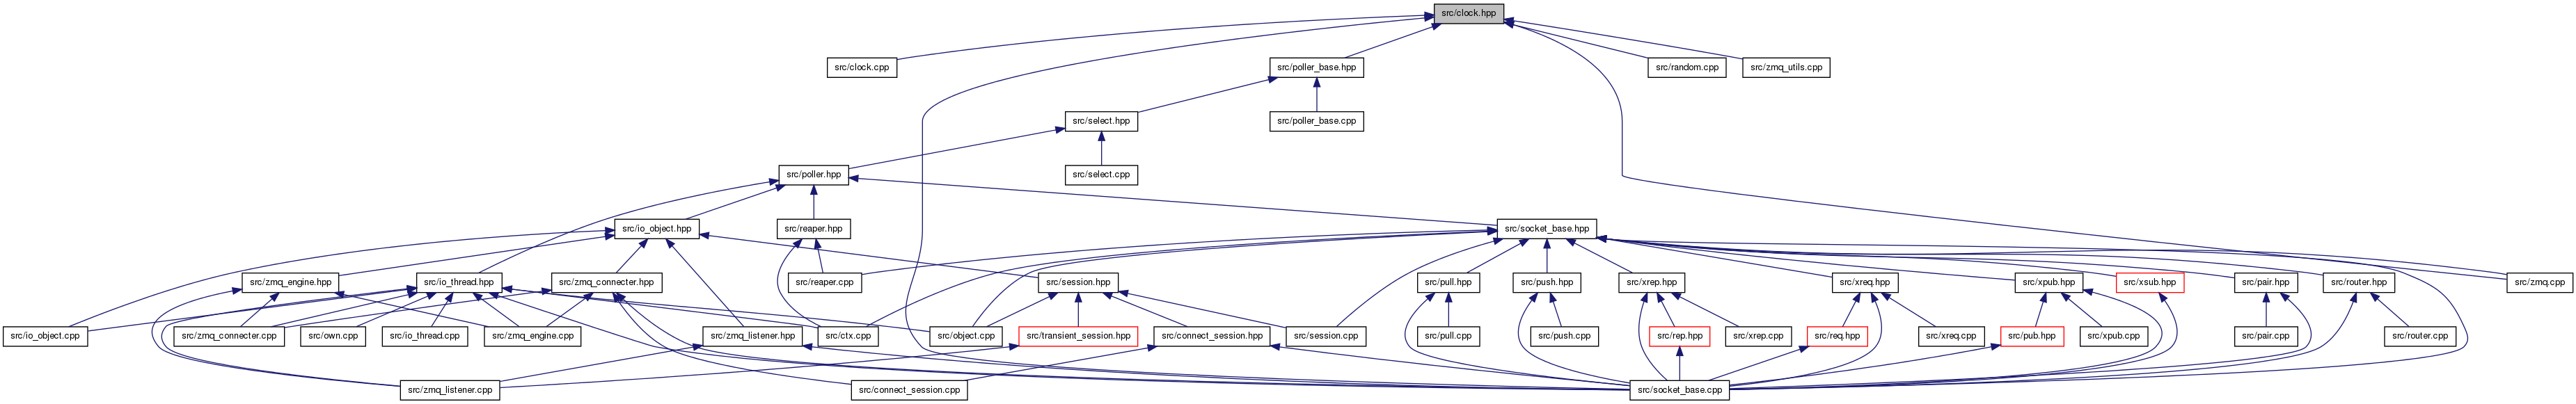 src/clock.hpp
src/clock.cpp
src/poller_base.hpp
src/random.cpp
src/zmq_utils.cpp
src/select.hpp
src/poller_base.cpp
src/poller.hpp
src/select.cpp
src/io_object.hpp
src/reaper.hpp
src/socket_base.hpp
src/zmq_engine.hpp
src/io_thread.hpp
src/zmq_connecter.hpp
src/reaper.cpp
src/session.hpp
src/pull.hpp
src/push.hpp
src/xrep.hpp
src/xreq.hpp
src/xpub.hpp
src/xsub.hpp
src/pair.hpp
src/router.hpp
src/zmq.cpp
src/io_object.cpp
src/zmq_connecter.cpp
src/own.cpp
src/io_thread.cpp
src/zmq_engine.cpp
src/zmq_listener.hpp
src/ctx.cpp
src/object.cpp
src/transient_session.hpp
src/connect_session.hpp
src/session.cpp
src/pull.cpp
src/push.cpp
src/rep.hpp
src/xrep.cpp
src/req.hpp
src/xreq.cpp
src/pub.hpp
src/xpub.cpp
src/pair.cpp
src/router.cpp
src/zmq_listener.cpp
src/connect_session.cpp
src/socket_base.cpp